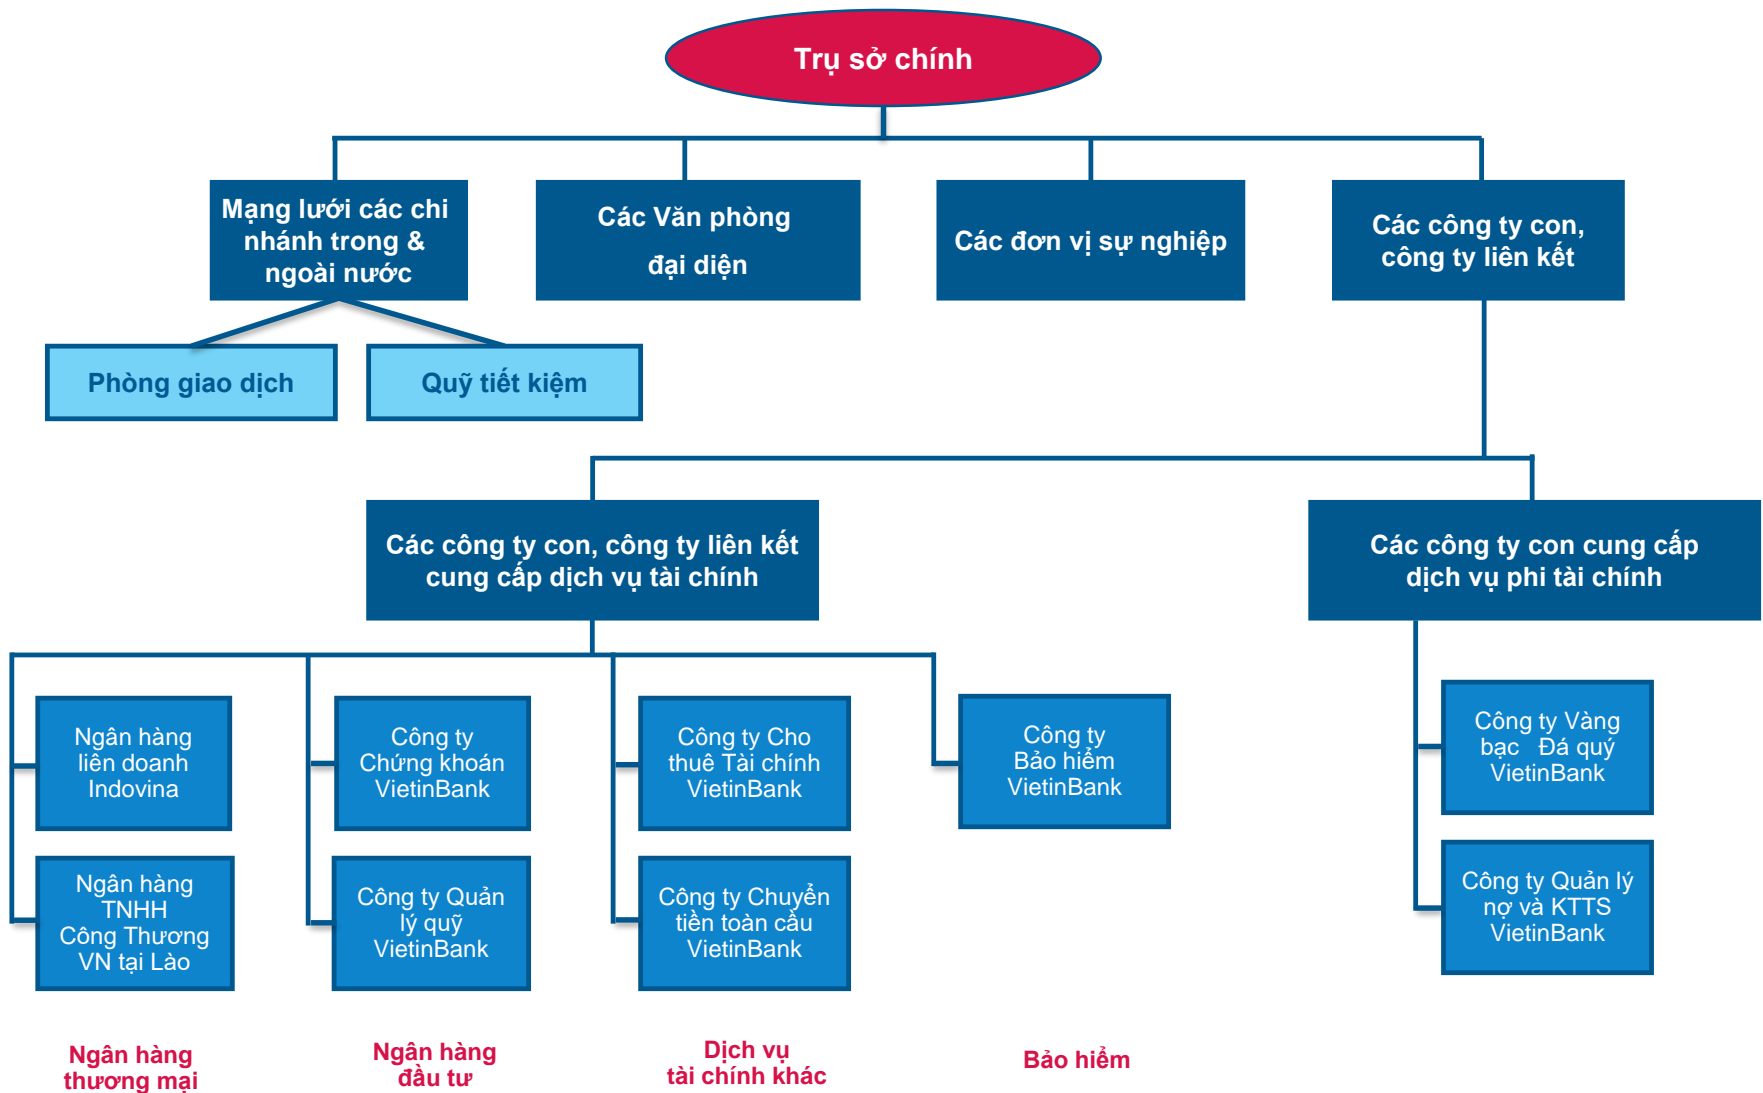 Trụ sở chính
Mạng lưới các chi
nhánh trong &
ngoài nước
Các Văn phòng
đại diện
Các đơn vị sự nghiệp
Các công ty con,
công ty liên kết
Phòng giao dịch
Quỹ tiết kiệm
Các công ty con, công ty liên kết
cung cấp dịch vụ tài chính
Các công ty con cung cấp
dịch vụ phi tài chính
Ngân hàng
liên doanh
Indovina
Công ty
Chứng khoán
VietinBank
Công ty Cho
thuê Tài chính
VietinBank
Công ty
Bảo hiểm
VietinBank
Công ty Vàng
bạc Đá quý
VietinBank
Ngân hàng
TNHH
Công Thương
VN tại Lào
Công ty Quản
lý quỹ
VietinBank
Công ty Chuyển
tiền toàn cầu
VietinBank
Công ty Quản lý
nợ và KTTS
VietinBank
Ngân hàng
thương mại
Ngân hàng
đầu tư
Dịch vụ
tài chính khác
Bảo hiểm